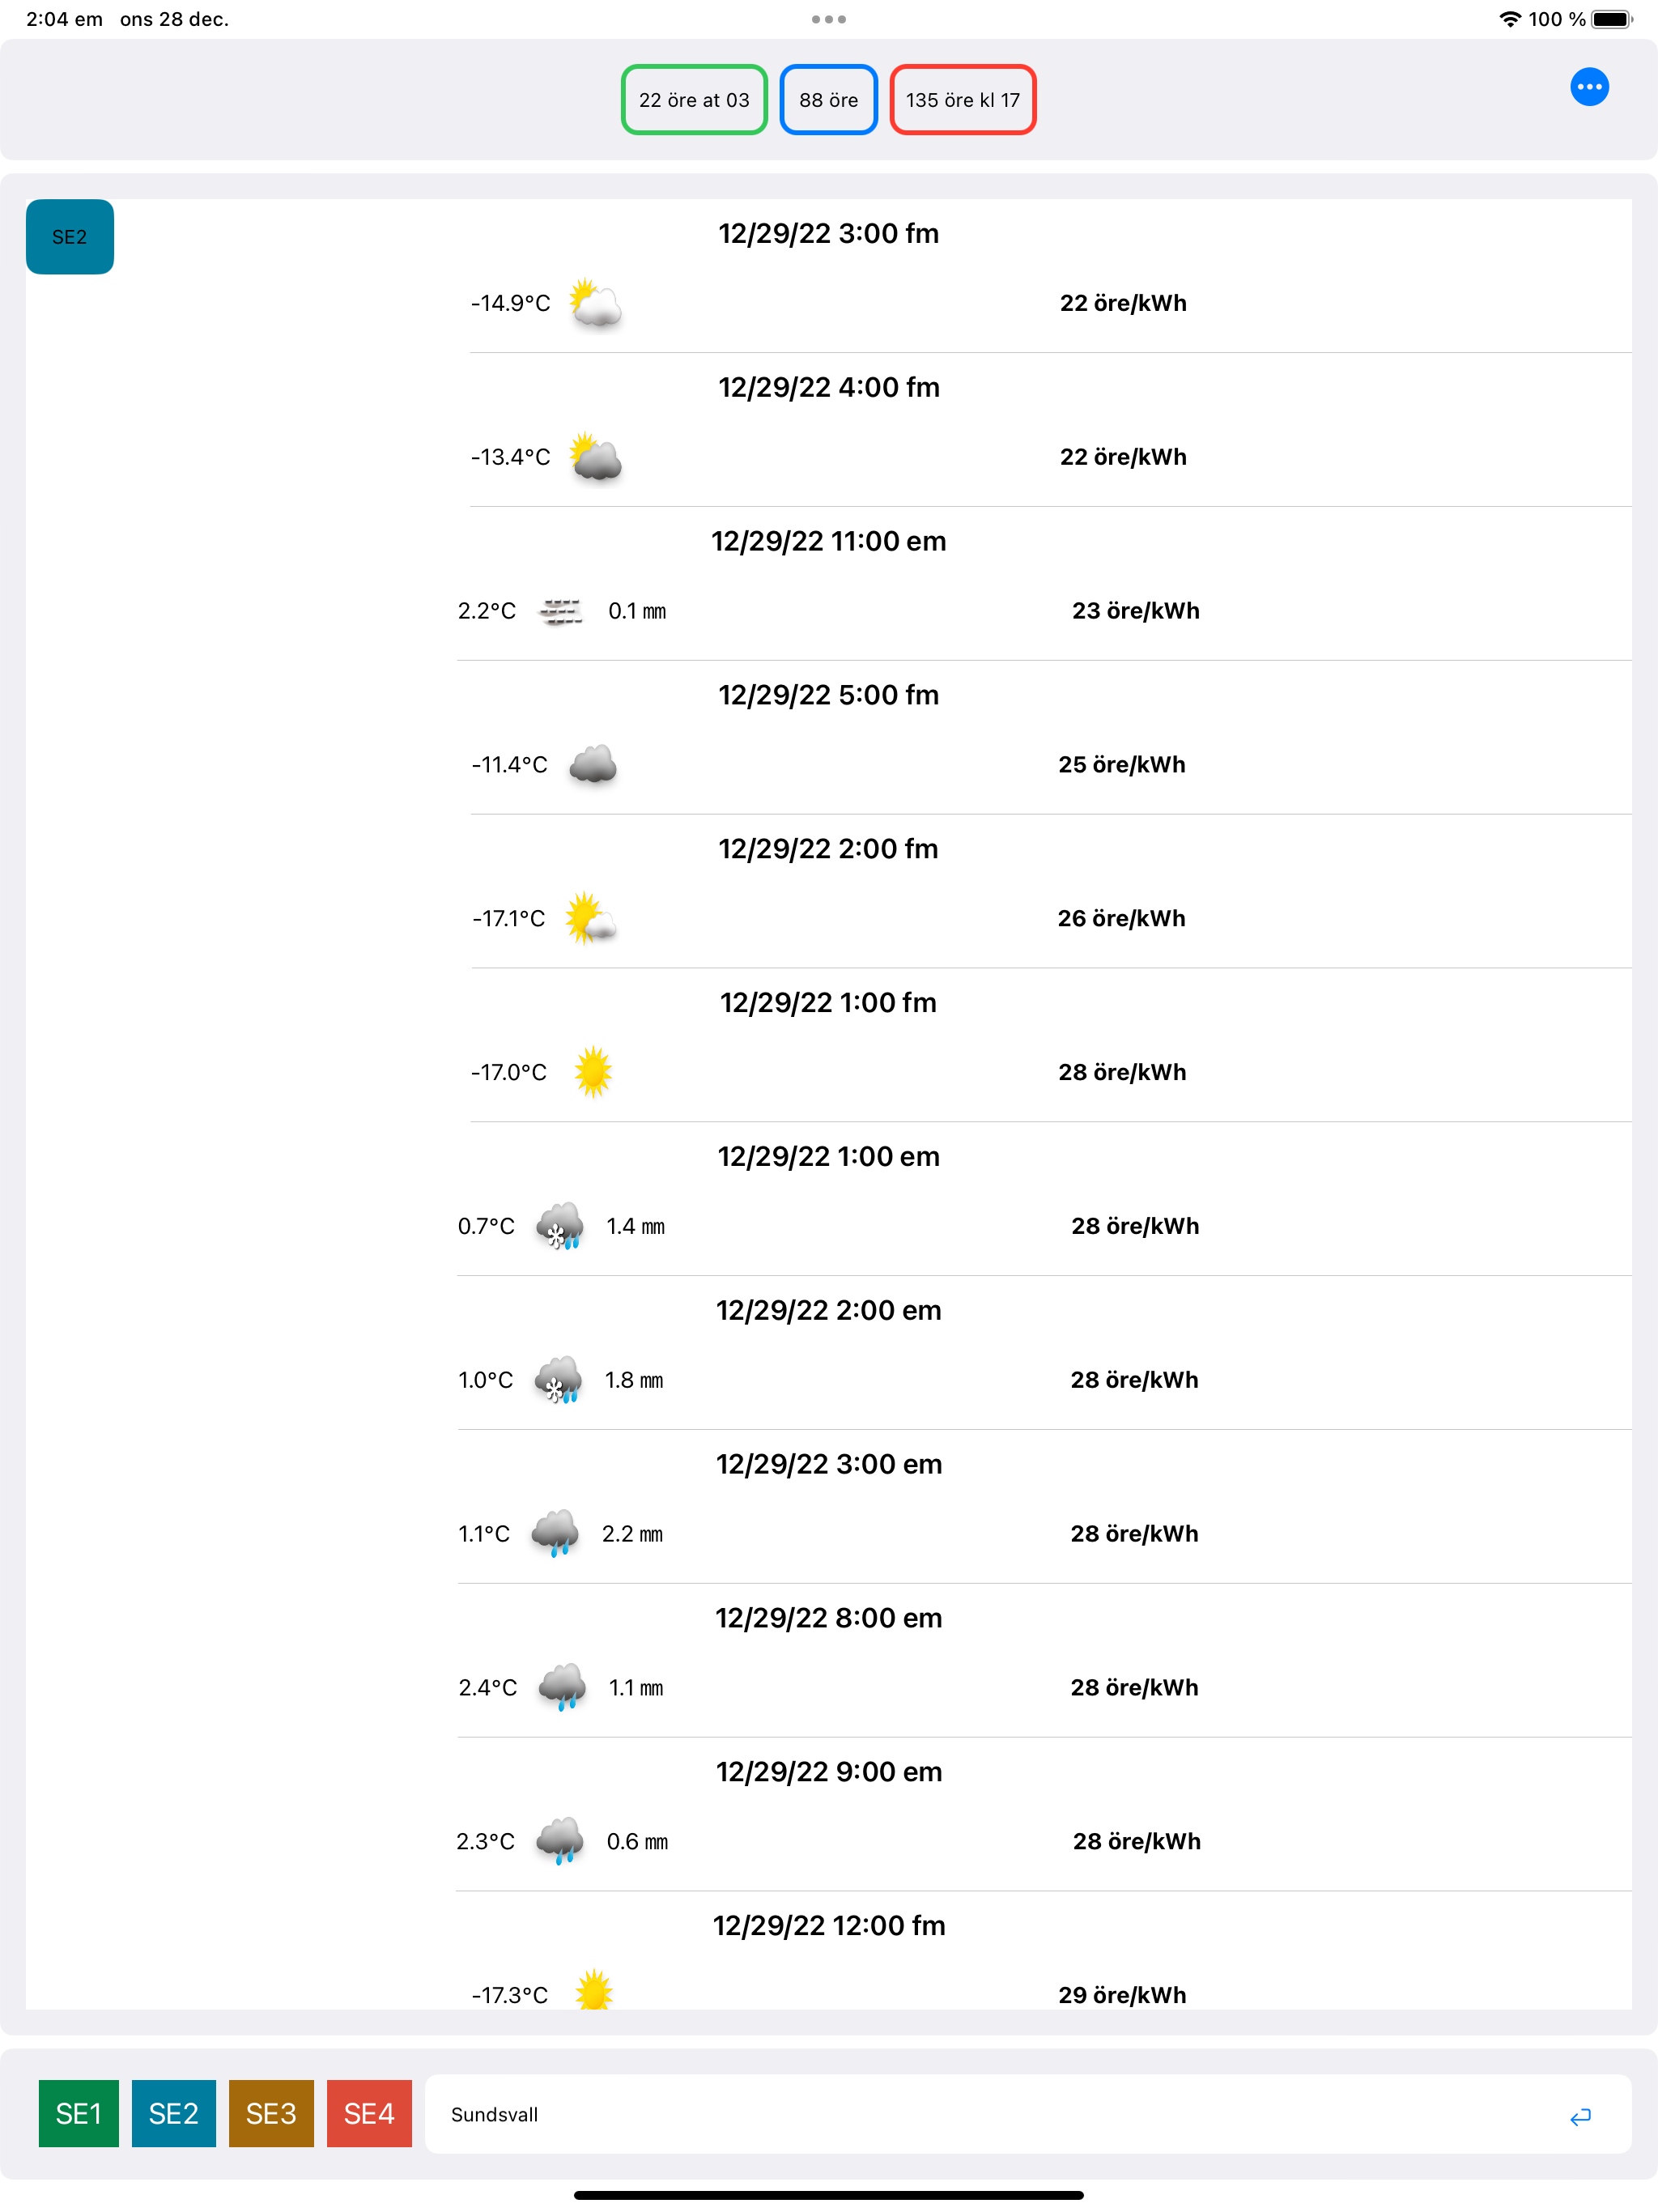 2:04 em ons 28 dec.
100 %
22 öre at 03
88 öre
135 öre kl 17
SE2
12/29/22 3:00 fm
-14.9°C 22 öre/kWh
12/29/22 4:00 fm
-13.4°C 22 öre/kWh
12/29/22 11:00 em
2.2°C 0.1 mm 23 öre/kWh
12/29/22 5:00 fm
-11.4°C 25 öre/kWh
12/29/22 2:00 fm
-17.1°C 26 öre/kWh
12/29/22 1:00 fm
-17.0°C 28 öre/kWh
12/29/22 1:00 em
0.7°C 1.4 mm 28 öre/kWh
12/29/22 2:00 em
1.0°C 1.8 mm 28 öre/kWh
12/29/22 3:00 em
1.1°C 2.2 mm 28 öre/kWh
12/29/22 8:00 em
2.4°C 1.1 mm 28 öre/kWh
12/29/22 9:00 em
2.3°C 0.6 mm 28 öre/kWh
12/29/22 12:00 fm
-17.3°C 29 öre/kWh
SE1 SE2 SE3 SE4 Sundsvall